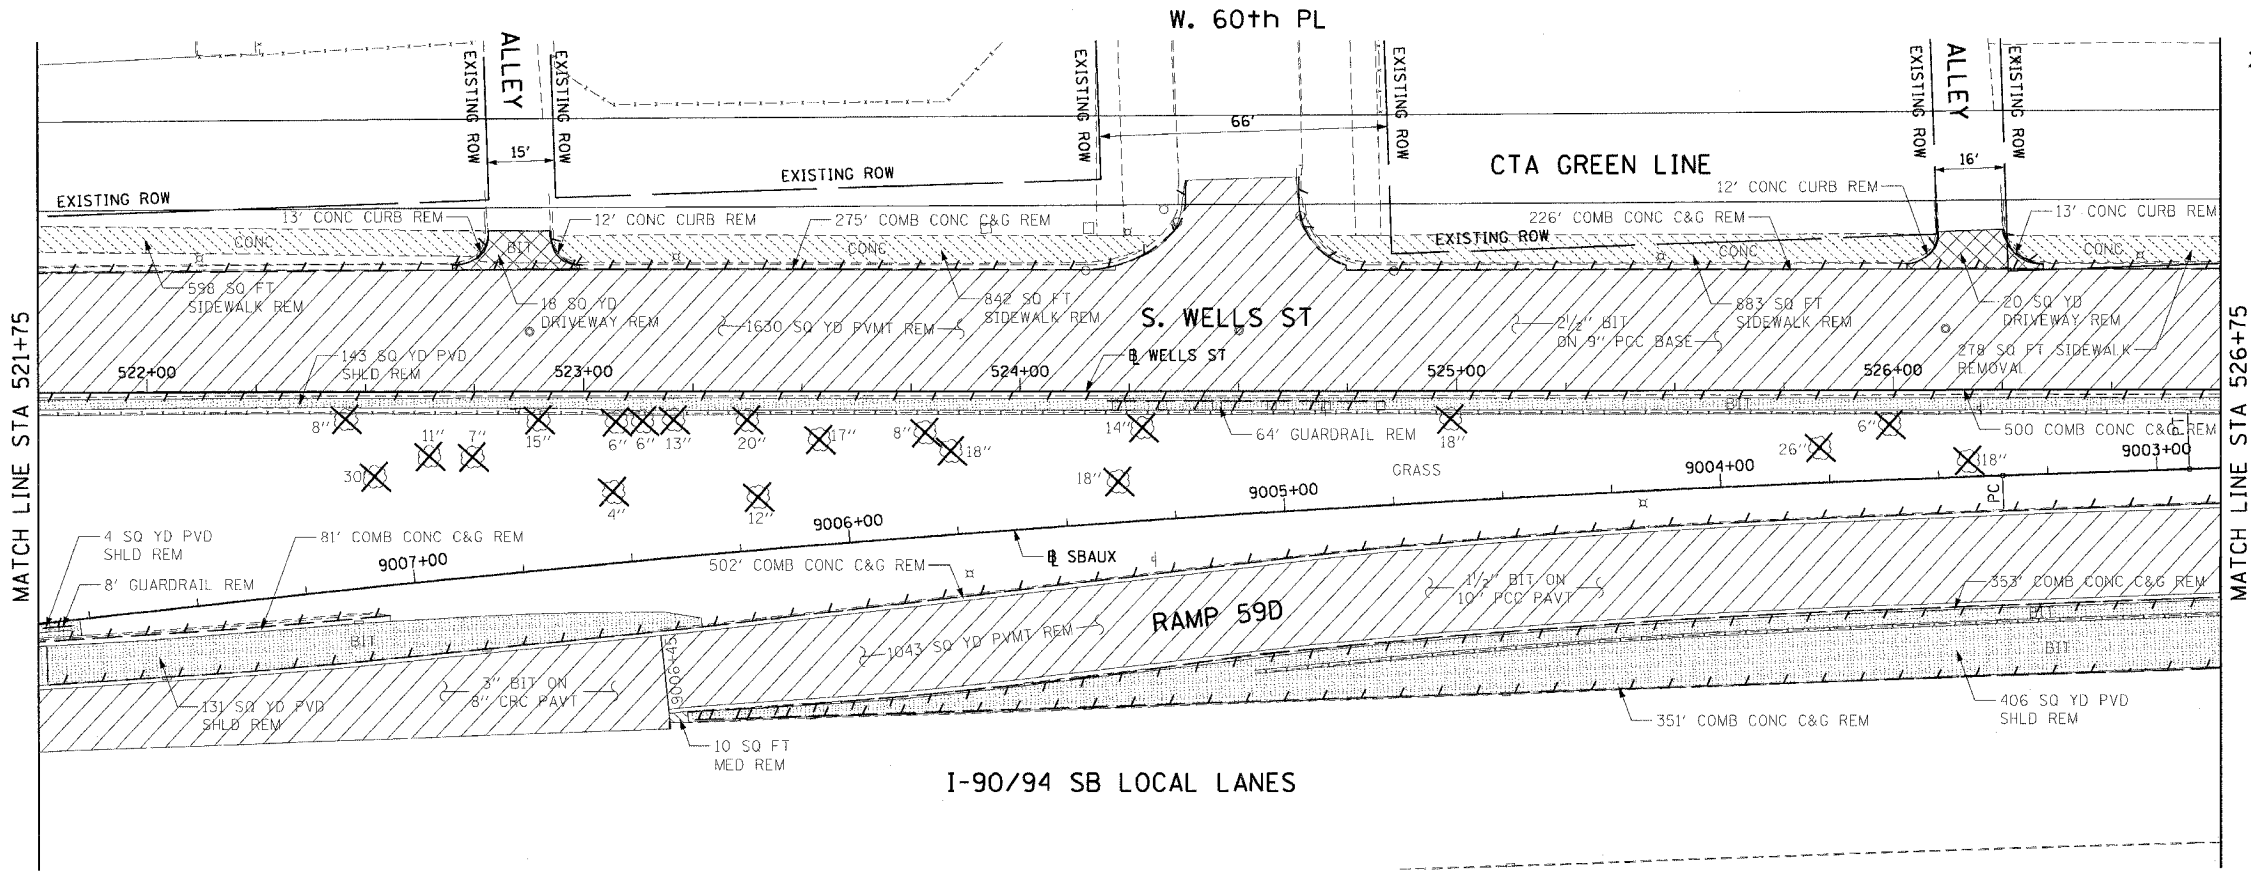 W. 60th PL
EXISTING ROW
ALLEY
EXISTING ROW
EXISTING ROW
EXISTING ROW
EXISTING ROW
ALLEY
EXISTING ROW
15'
66'
16'
CTA GREEN LINE
EXISTING ROW
EXISTING ROW
EXISTING ROW
13' CONC CURB REM
12' CONC CURB REM
275' COMB CONC C&G REM
226' COMB CONC C&G REM
12' CONC CURB REM
13' CONC CURB REM
CONC
BIT
CONC
CONC
CONC
598 SQ FT
SIDEWALK REM
18 SQ YD
DRIVEWAY REM
1630 SQ YD PVMT REM
842 SQ FT
SIDEWALK REM
S. WELLS ST
2 1/2" BIT
ON 9" PCC BASE
883 SQ FT
SIDEWALK REM
20 SQ YD
DRIVEWAY REM
278 SQ FT SIDEWALK
REMOVAL
143 SQ YD PVD
SHLD REM
℄ WELLS ST
522+00
523+00
524+00
525+00
526+00
MATCH LINE STA 521+75
MATCH LINE STA 526+75
BIT
8"
30"
11"
7"
15"
6"
6"
13"
4"
20"
12"
17"
8"
18"
14"
18"
18"
26"
6"
18"
64' GUARDRAIL REM
500 COMB CONC C&G REM
GRASS
PT
PC
9003+00
9004+00
9005+00
9006+00
9007+00
4 SQ YD PVD
SHLD REM
8' GUARDRAIL REM
81' COMB CONC C&G REM
502' COMB CONC C&G REM
℄ SBAUX
1 1/2" BIT ON
10" PCC PAVT
353' COMB CONC C&G REM
RAMP 59D
1043 SQ YD PVMT REM
BIT
BIT
BIT
9006+45
3" BIT ON
8" CRC PAVT
131 SQ YD PVD
SHLD REM
10 SQ FT
MED REM
351' COMB CONC C&G REM
406 SQ YD PVD
SHLD REM
I-90/94 SB LOCAL LANES